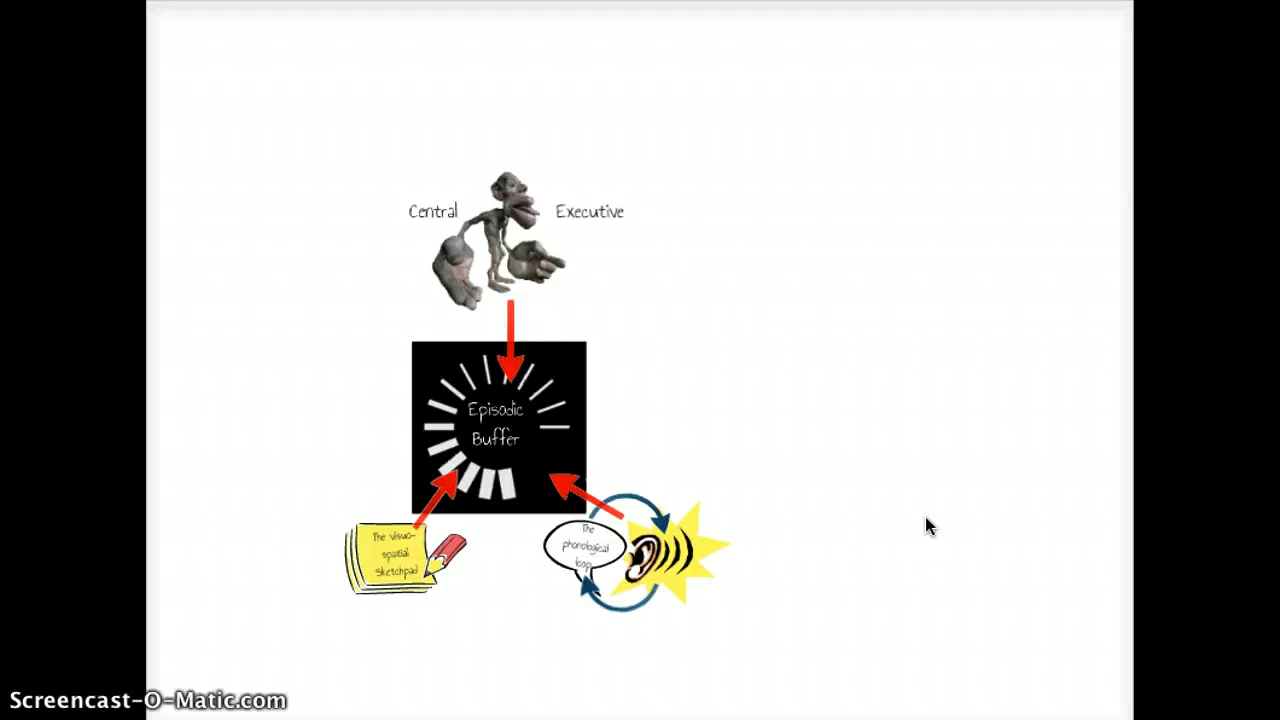 Central Executive
Episodic
Buffer
The visuo-
spatial
sketchpad
The
phonological
loop
Screencast-O-Matic.com